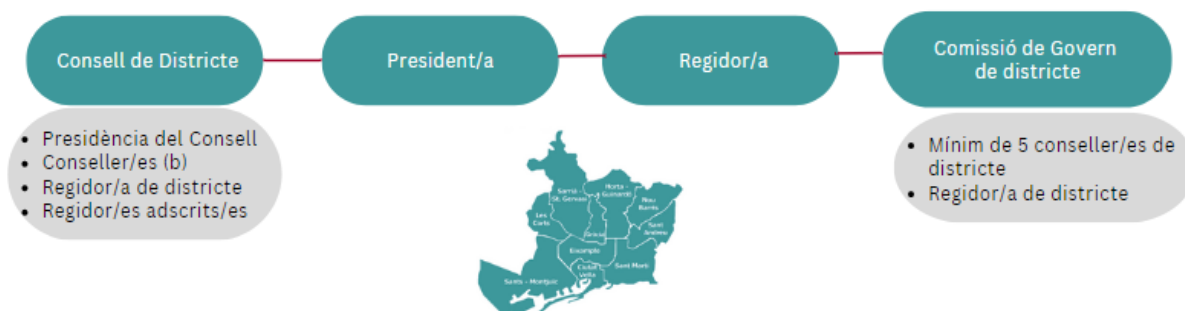 Consell de Districte
President/a
Regidor/a
Comissió de Govern
de districte
• Presidència del Consell
• Conseller/es (b)
• Regidor/a de districte
• Regidor/es adscrits/es
• Mínim de 5 conseller/es de
districte
• Regidor/a de districte
Sarrià -
St. Gervasi
Horta -
Guinardó
Nou
Barris
Les
Corts
Gràcia
Sant
Andreu
Eixample
Ciutat
Vella
Sant Martí
Sants - Montjuïc